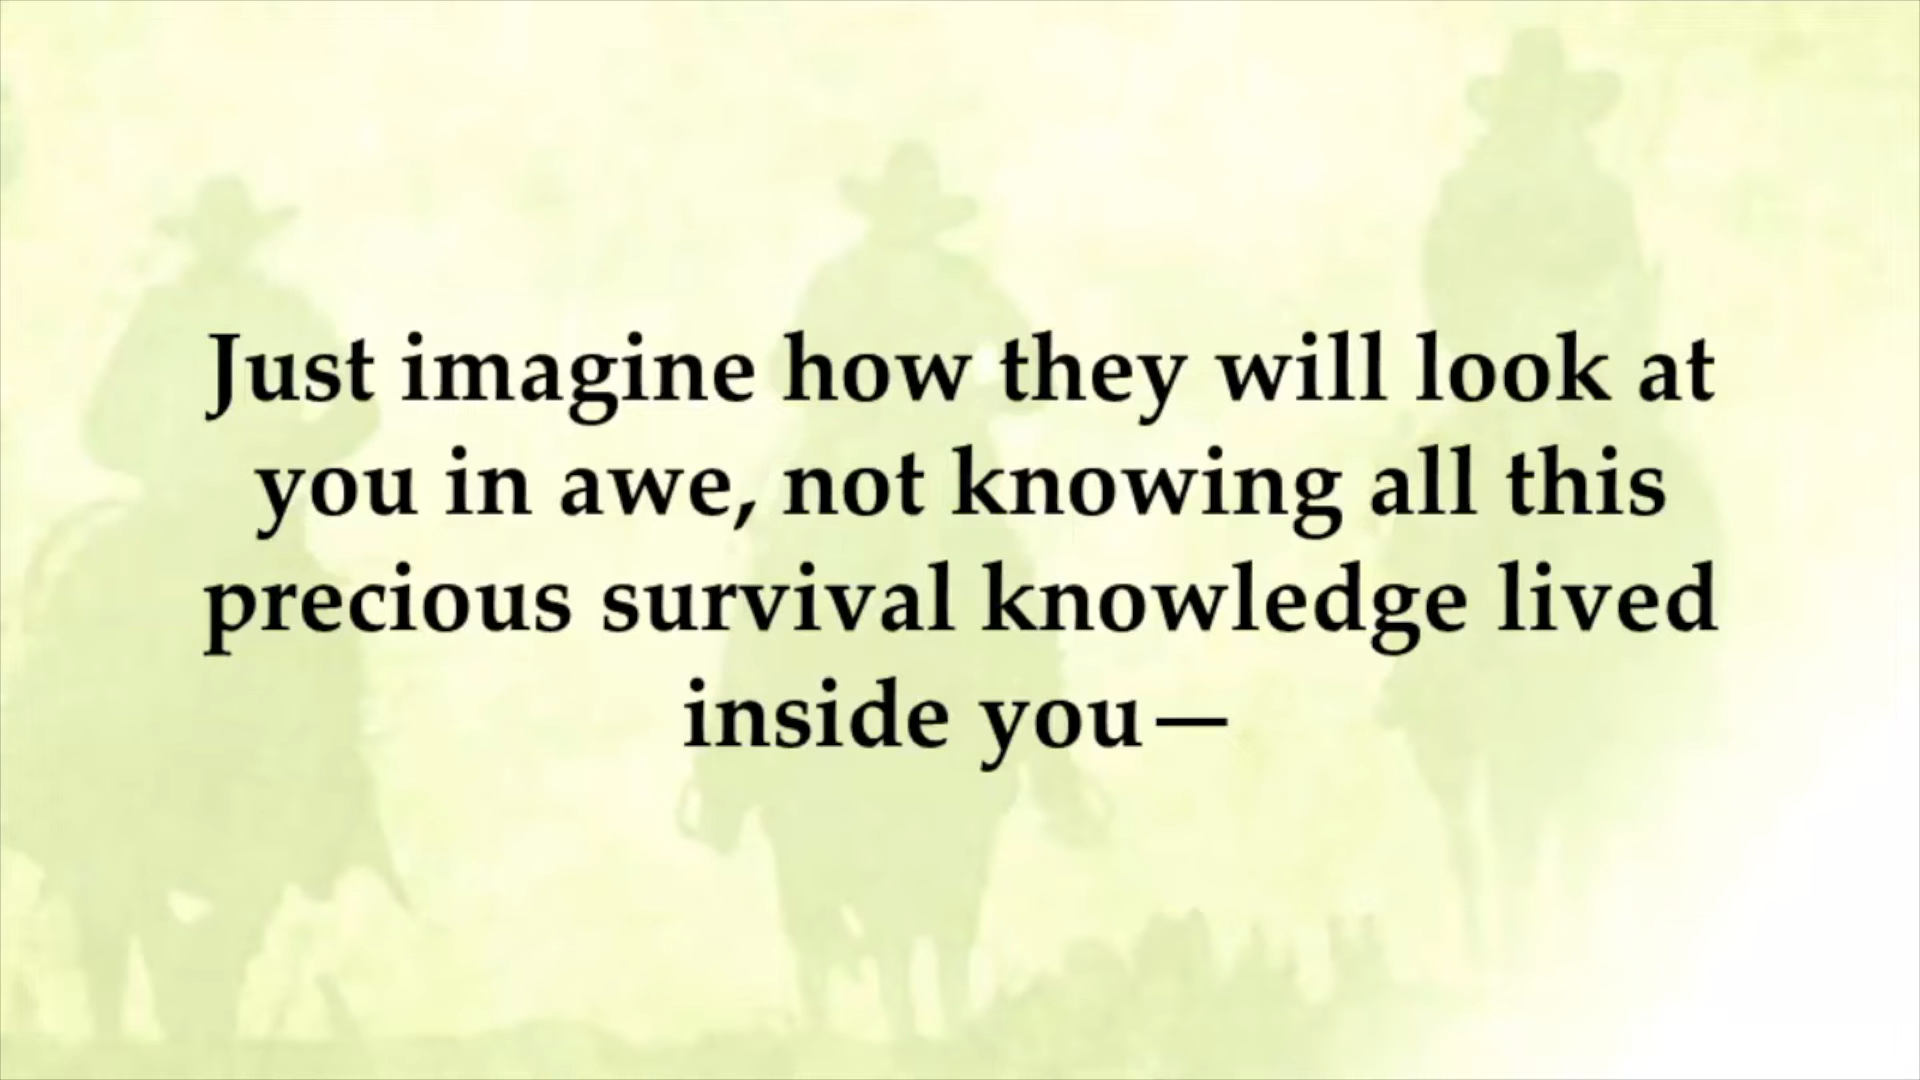 Just imagine how they will look at
you in awe, not knowing all this
precious survival knowledge lived
inside you—